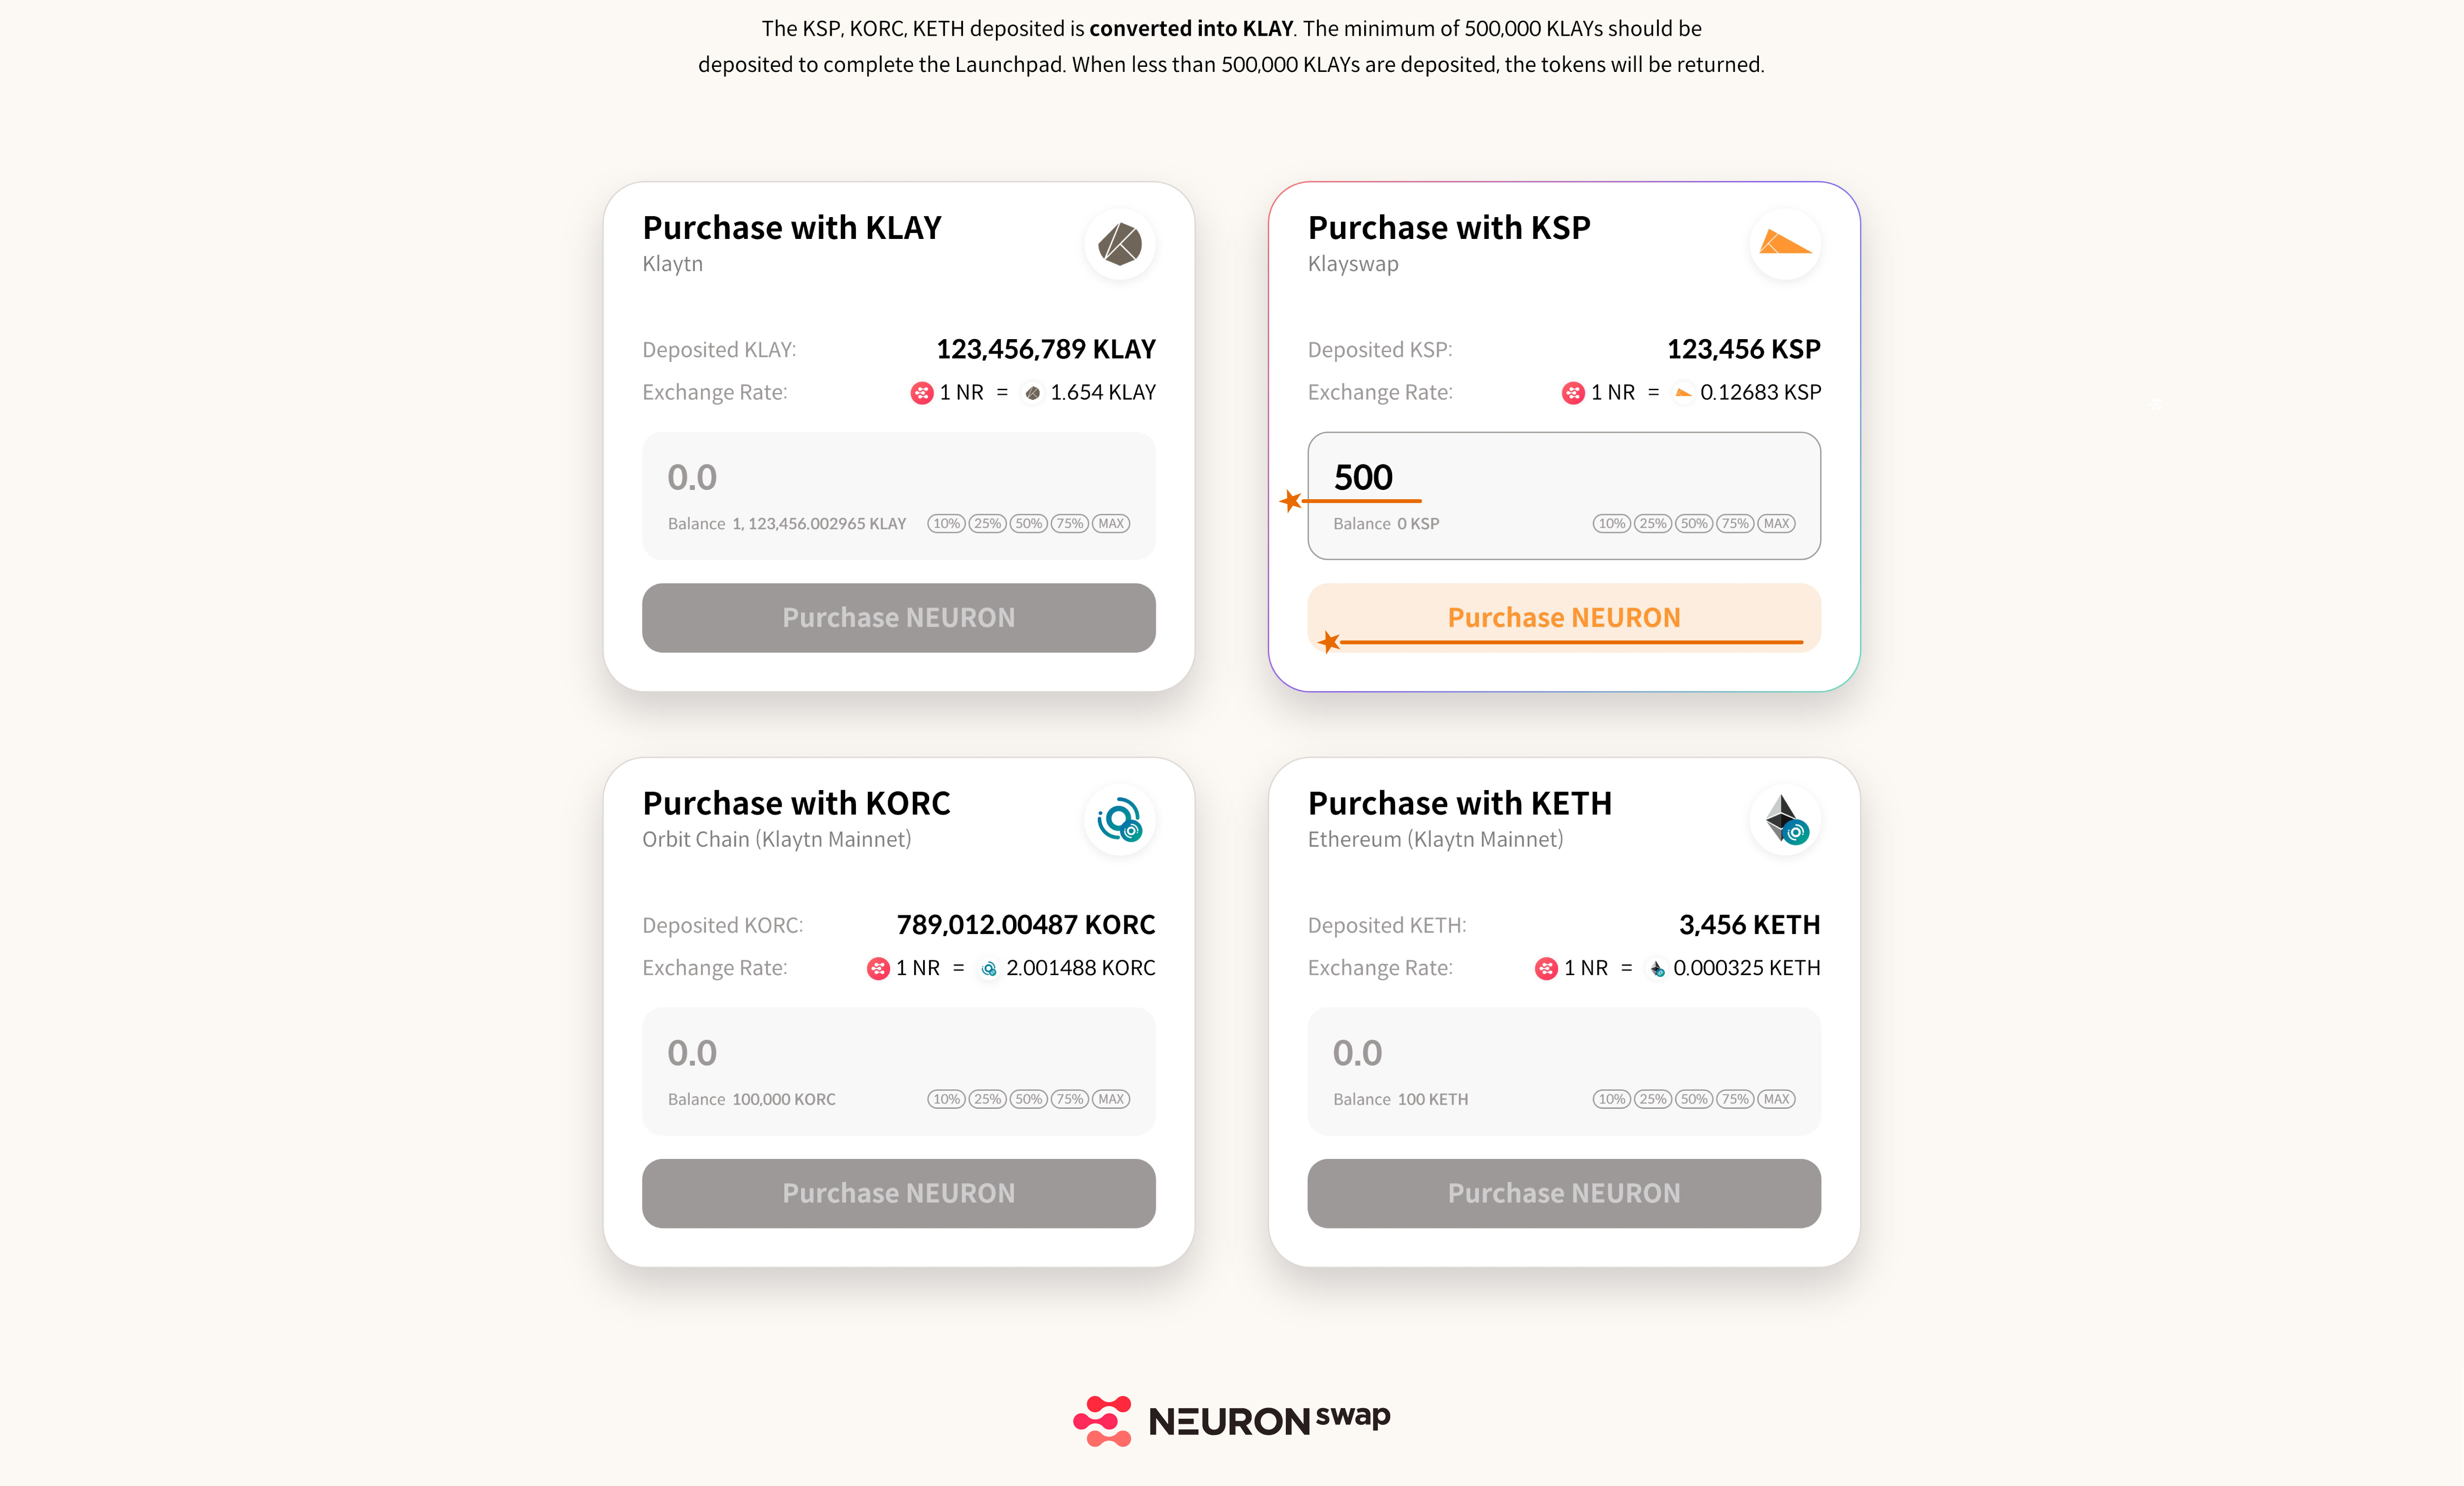 The KSP, KORC, KETH deposited is converted into KLAY. The minimum of 500,000 KLAYs should be
deposited to complete the Launchpad. When less than 500,000 KLAYs are deposited, the tokens will be returned.
Purchase with KLAY
Klaytn
Deposited KLAY: 123,456,789 KLAY
Exchange Rate: 1 NR = 1.654 KLAY
0.0
Balance 1, 123,456.002965 KLAY 10% 25% 50% 75% MAX
Purchase NEURON
Purchase with KSP
Klayswap
Deposited KSP: 123,456 KSP
Exchange Rate: 1 NR = 0.12683 KSP
500
Balance 0 KSP 10% 25% 50% 75% MAX
Purchase NEURON
Purchase with KORC
Orbit Chain (Klaytn Mainnet)
Deposited KORC: 789,012.00487 KORC
Exchange Rate: 1 NR = 2.001488 KORC
0.0
Balance 100,000 KORC 10% 25% 50% 75% MAX
Purchase NEURON
Purchase with KETH
Ethereum (Klaytn Mainnet)
Deposited KETH: 3,456 KETH
Exchange Rate: 1 NR = 0.000325 KETH
0.0
Balance 100 KETH 10% 25% 50% 75% MAX
Purchase NEURON
NEURON swap